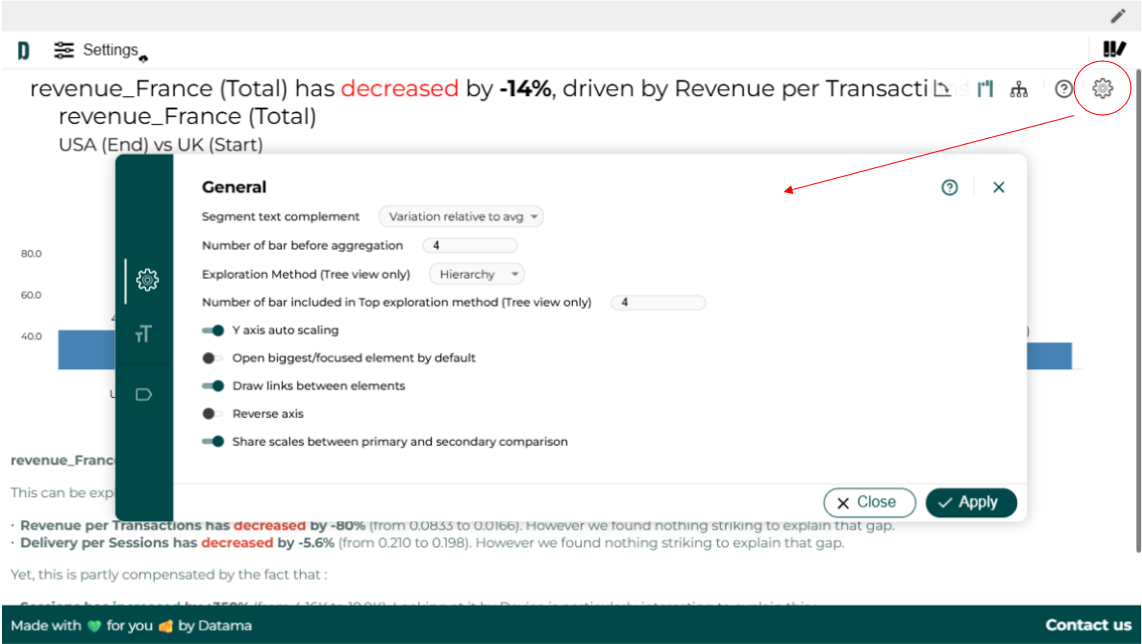 D Settings
revenue_France (Total) has decreased by -14%, driven by Revenue per Transacti
revenue_France (Total)
USA (End) vs UK (Start)
General
Segment text complement Variation relative to avg
Number of bar before aggregation 4
Exploration Method (Tree view only) Hierarchy
Number of bar included in Top exploration method (Tree view only) 4
Y axis auto scaling
Open biggest/focused element by default
Draw links between elements
Reverse axis
Share scales between primary and secondary comparison
Close Apply
80.0
60.0
40.0
revenue_Franc
This can be exp
· Revenue per Transactions has decreased by -80% (from 0.0833 to 0.0166). However we found nothing striking to explain that gap.
· Delivery per Sessions has decreased by -5.6% (from 0.210 to 0.198). However we found nothing striking to explain that gap.
Yet, this is partly compensated by the fact that :
Made with for you by Datama
Contact us